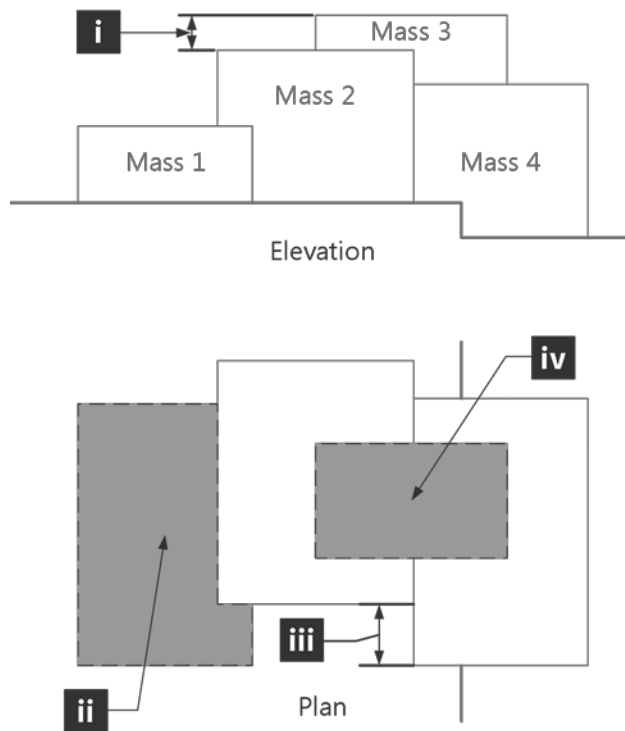 i
Mass 3
Mass 2
Mass 1
Mass 4
Elevation
iv
iii
ii
Plan